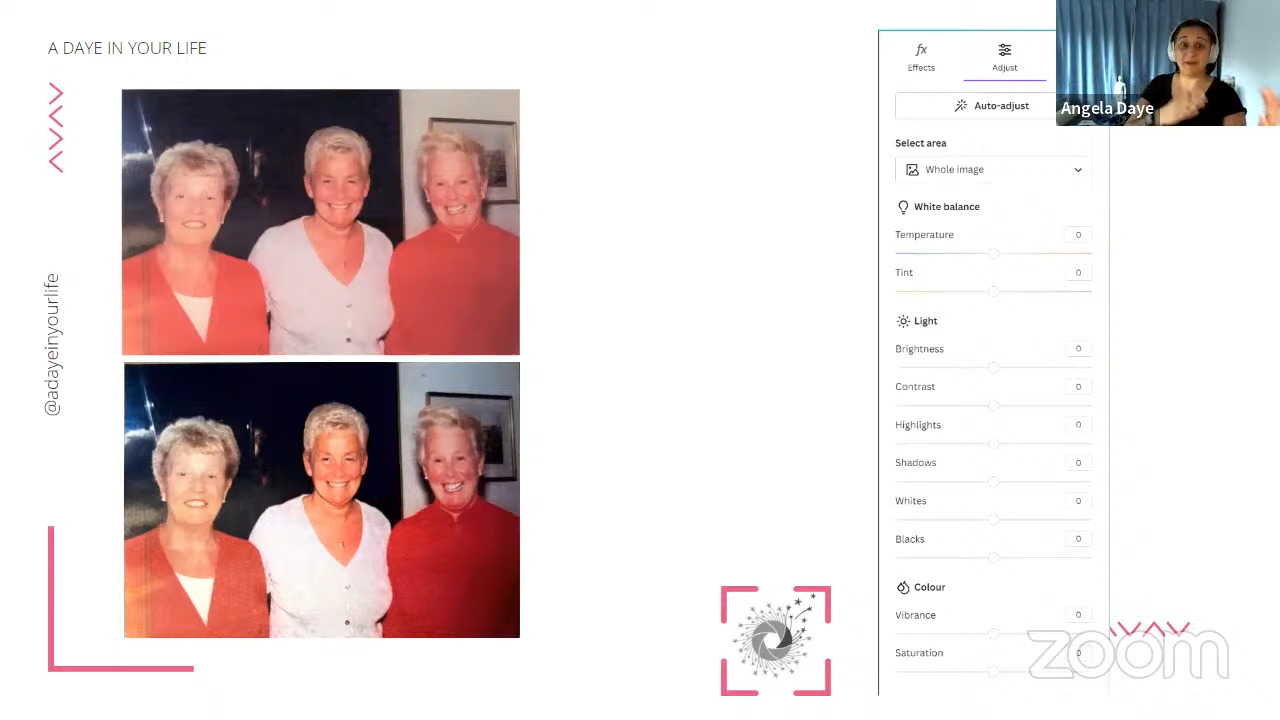 A DAYE IN YOUR LIFE
@adayeinyourlife
fx
Effects
Adjust
Angela Daye
Auto-adjust
Select area
Whole image
White balance
Temperature 0
Tint 0
Light
Brightness 0
Contrast 0
Highlights 0
Shadows 0
Whites 0
Blacks 0
Colour
Vibrance 0
Saturation 0
zoom